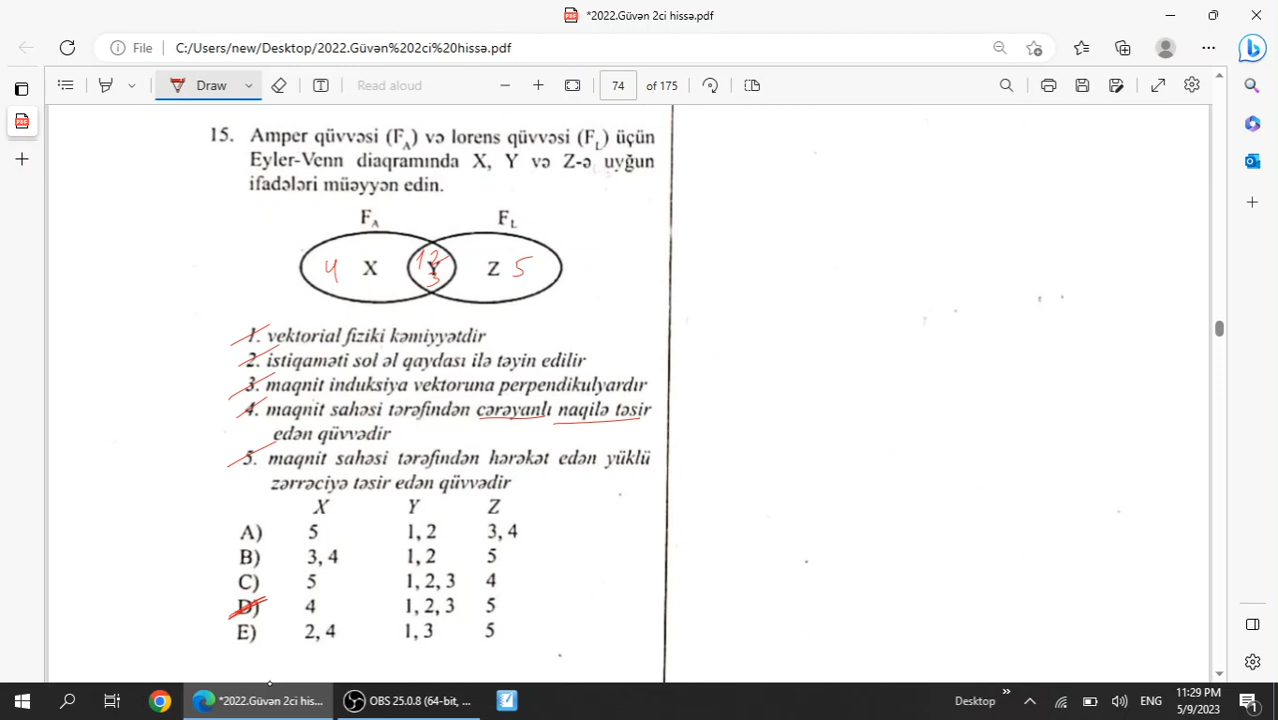 *2022.Güvən 2ci hissə.pdf
File C:/Users/new/Desktop/2022.Güvən%202ci%20hissə.pdf
Draw Read aloud 74 of 175
15. Amper qüvvəsi (F_A) və lorens qüvvəsi (F_L) üçün
Eyler-Venn diaqramında X, Y və Z-ə uyğun
ifadələri müəyyən edin.
F_A F_L
4 X 12 Y 3 Z 5
1. vektorial fiziki kəmiyyətdir
2. istiqaməti sol əl qaydası ilə təyin edilir
3. maqnit induksiya vektoruna perpendikulyardır
4. maqnit sahəsi tərəfindən cərəyanlı naqilə təsir
edən qüvvədir
5. maqnit sahəsi tərəfindən hərəkət edən yüklü
zərrəciyə təsir edən qüvvədir
X Y Z
A) 5 1, 2 3, 4
B) 3, 4 1, 2 5
C) 5 1, 2, 3 4
D) 4 1, 2, 3 5
E) 2, 4 1, 3 5
*2022.Güvən 2ci his... OBS 25.0.8 (64-bit, ... Desktop ENG 11:29 PM
5/9/2023